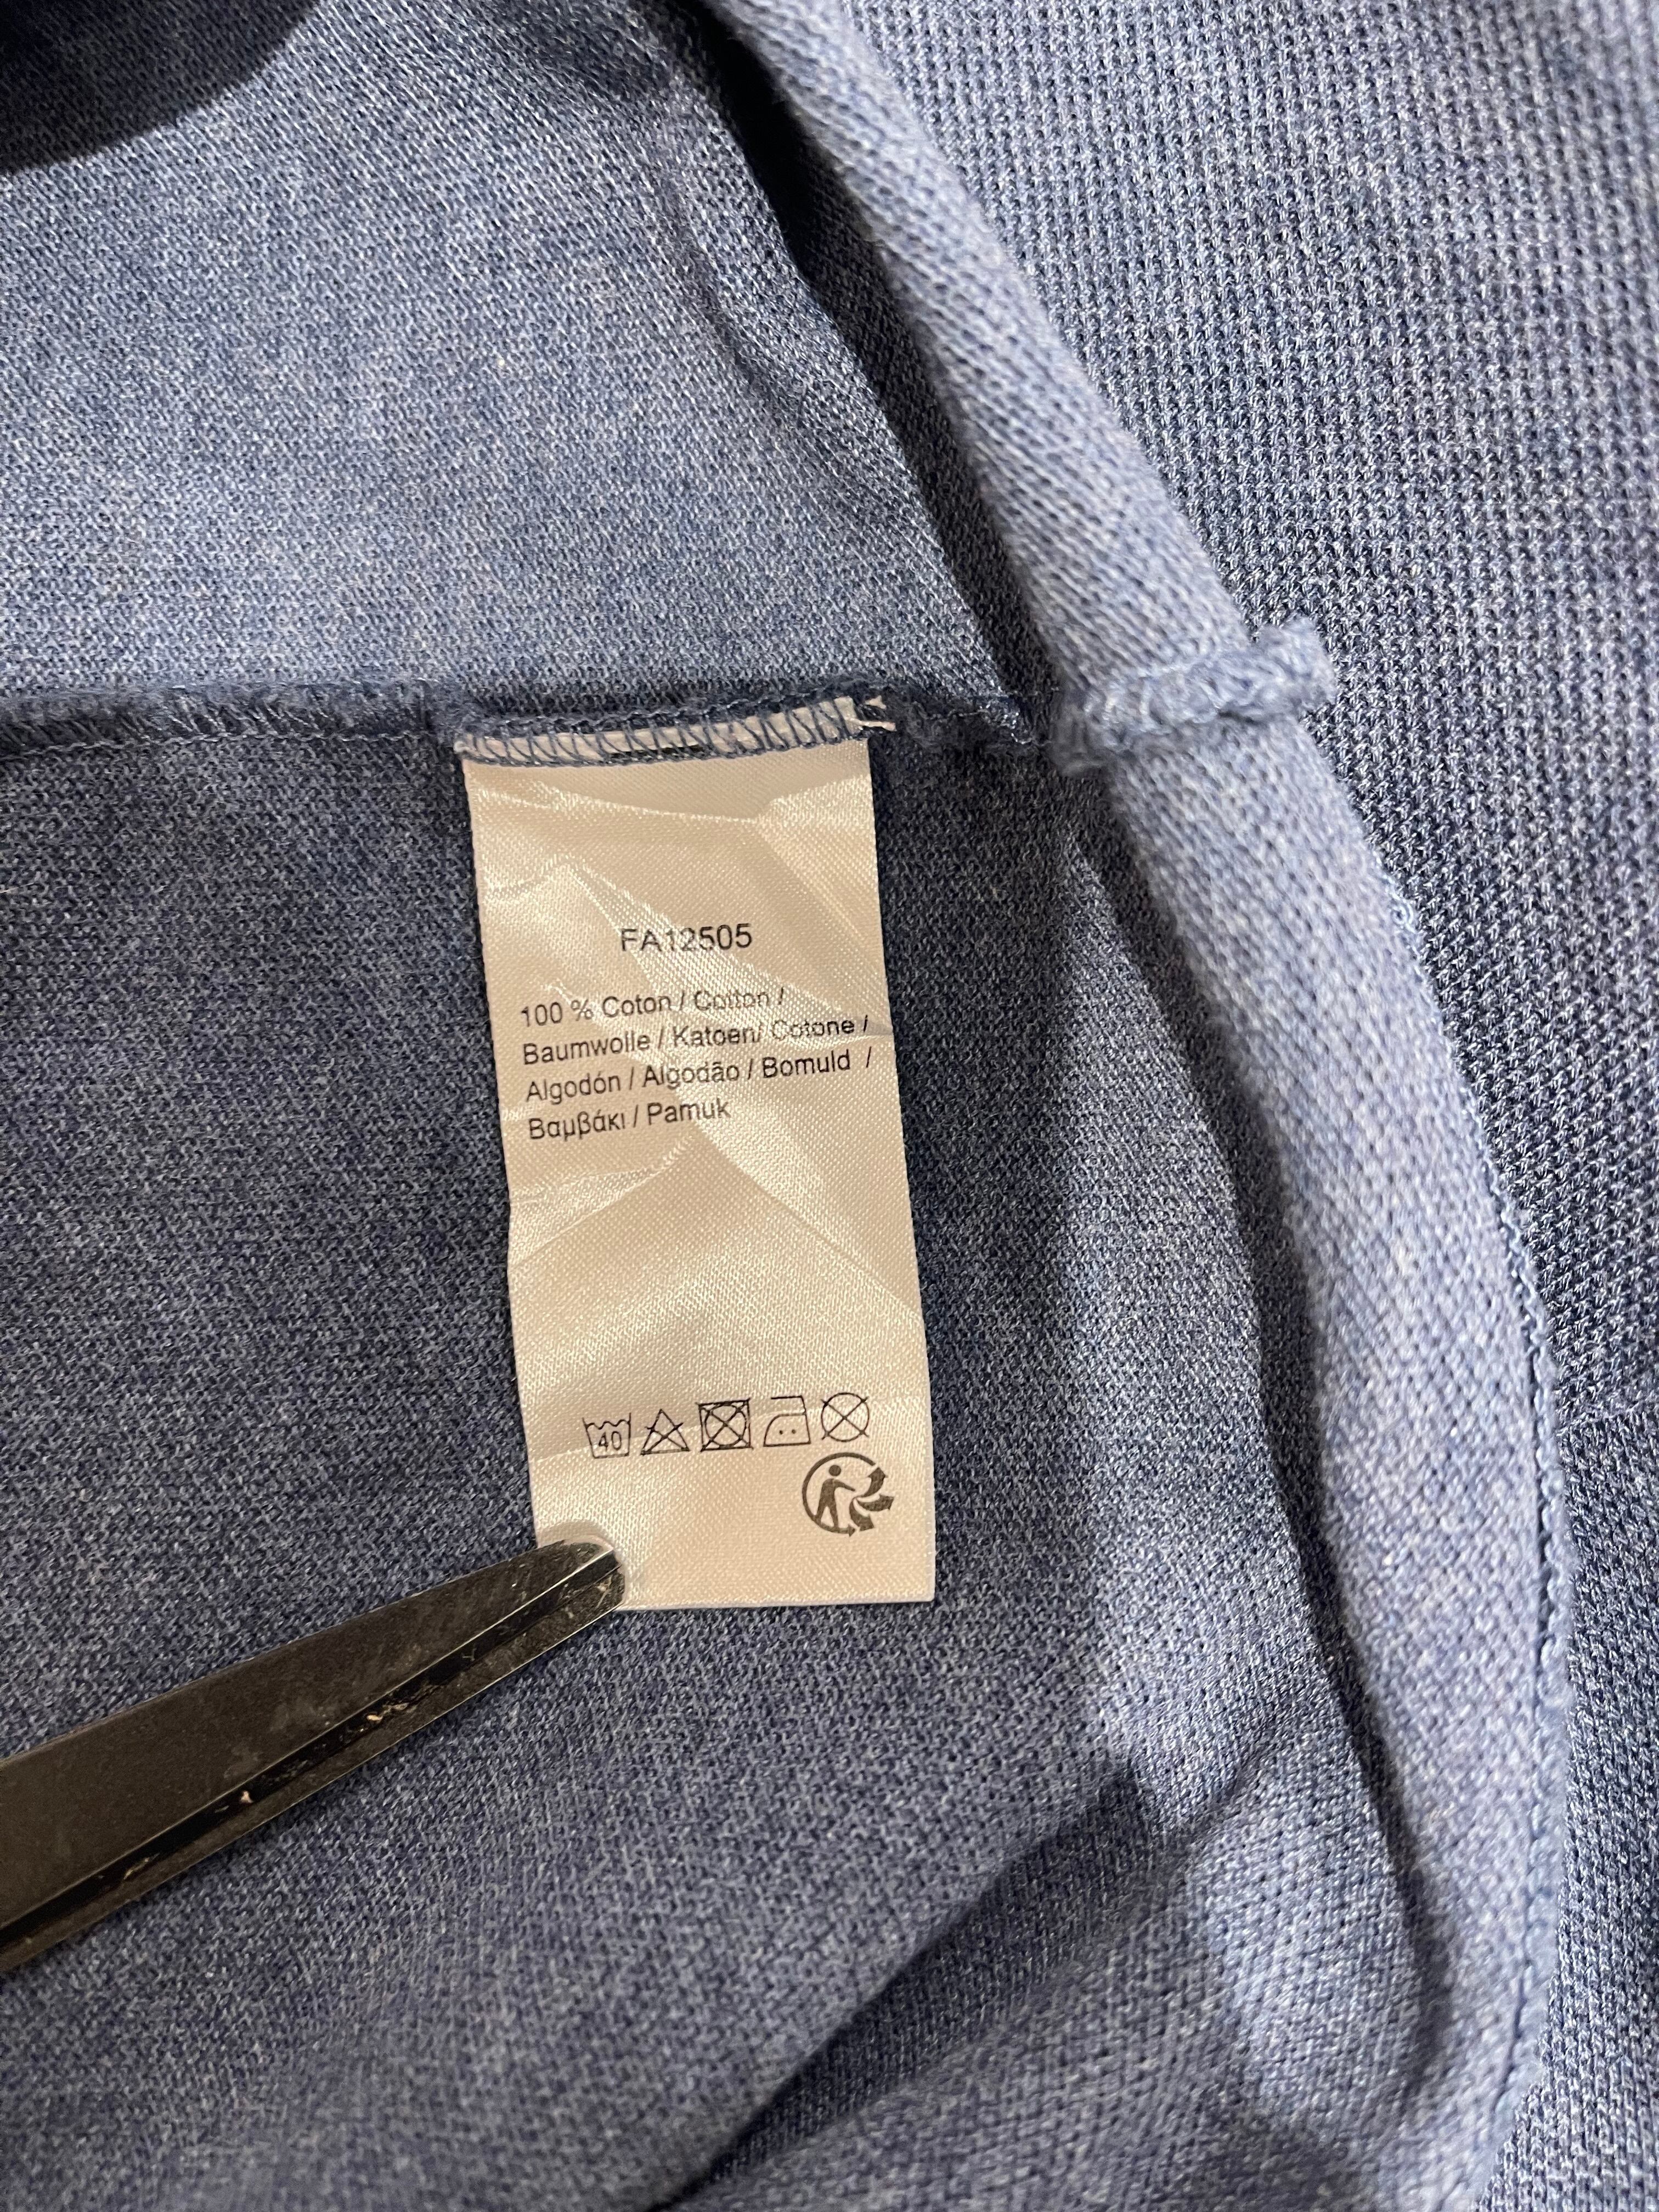 FA12505
100 % Coton / Cotton /
Baumwolle / Katoen/ Cotone /
Algodón / Algodão / Bomuld /
Βαμβάκι / Pamuk
40